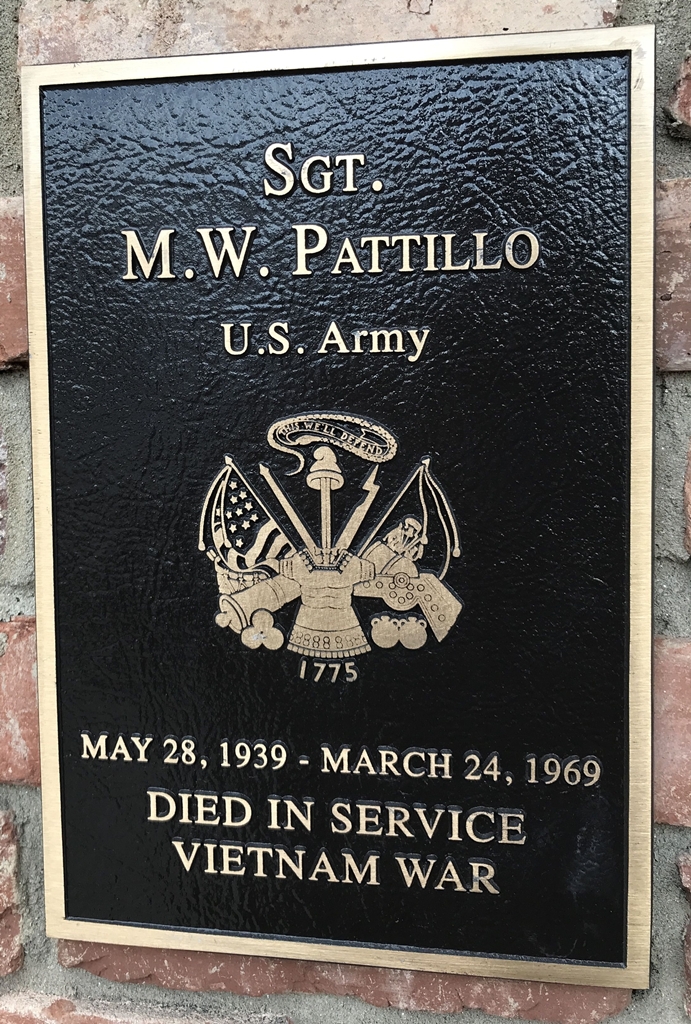 SGT.
M.W. PATTILLO
U.S. Army
THIS WE'LL DEFEND
1775
MAY 28, 1939 - MARCH 24, 1969
DIED IN SERVICE
VIETNAM WAR